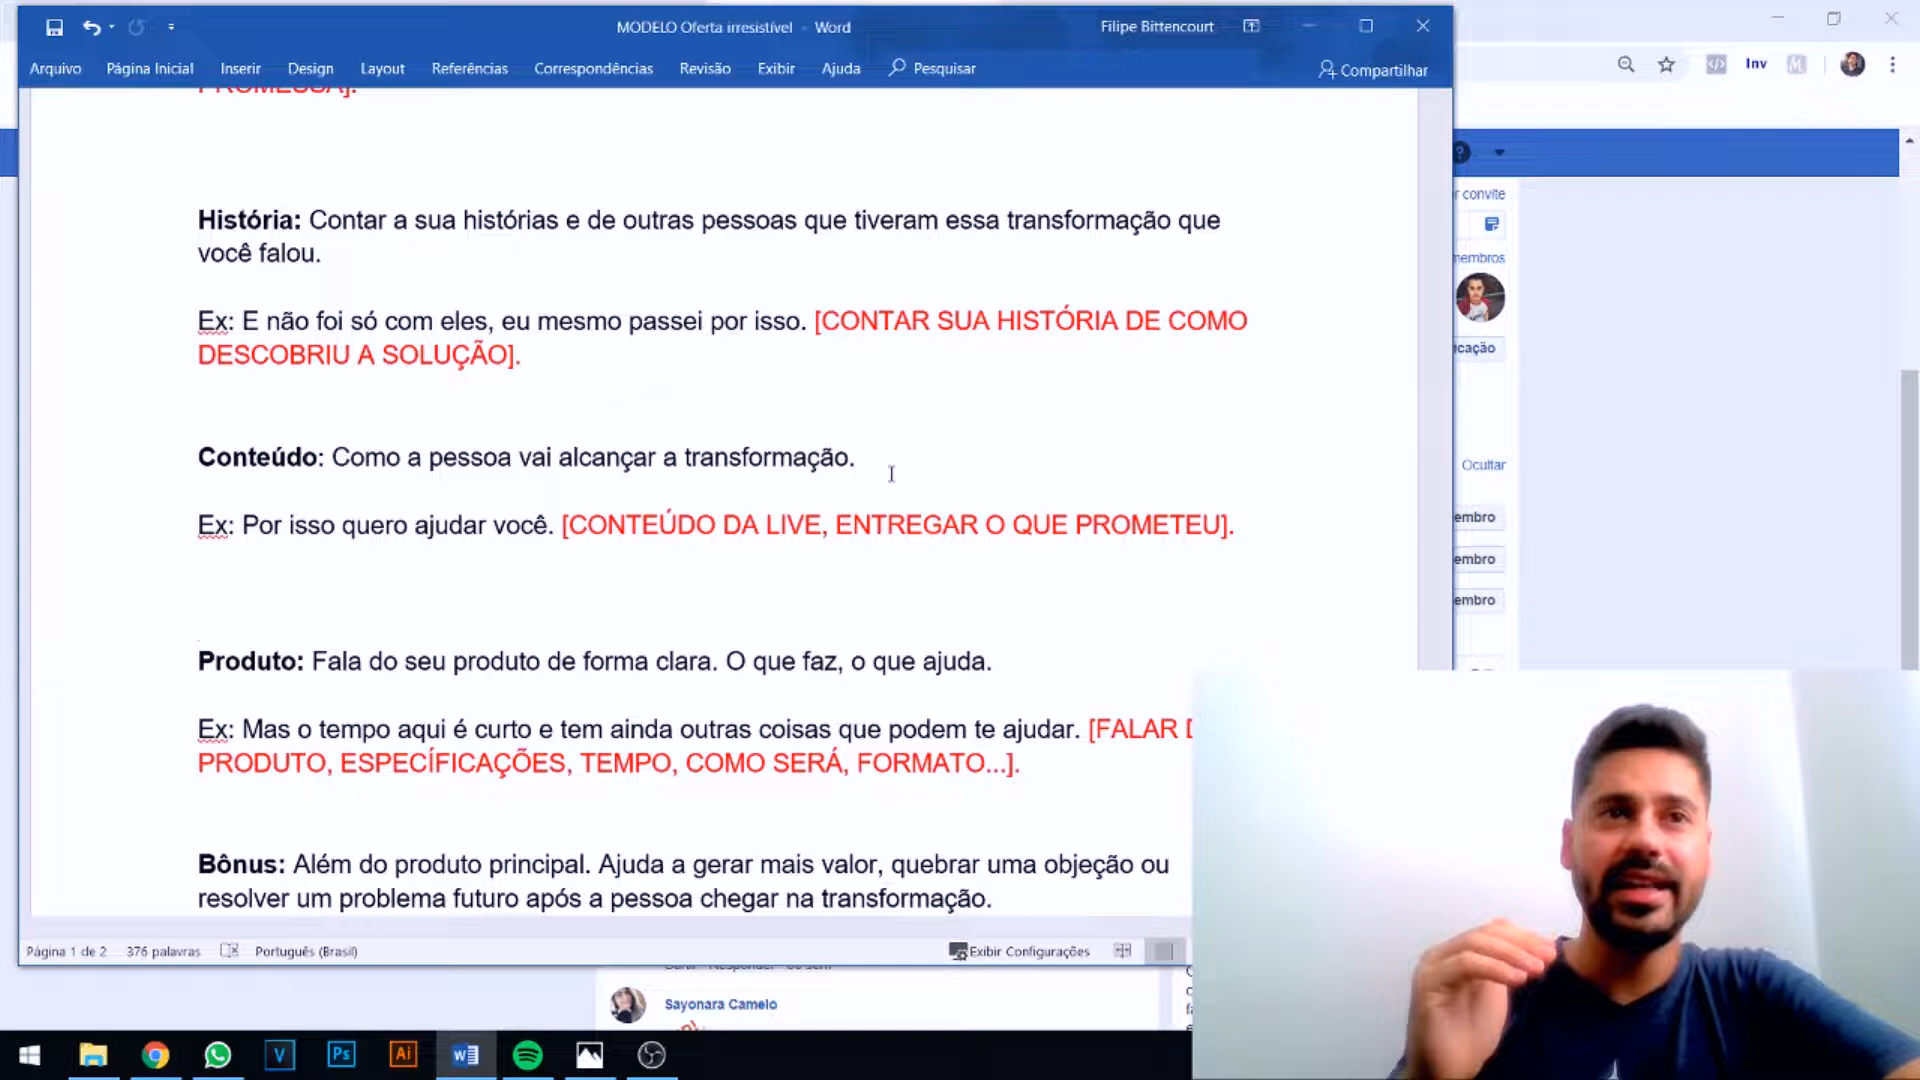 MODELO Oferta irresistível - Word
Filipe Bittencourt
Arquivo Página Inicial Inserir Design Layout Referências Correspondências Revisão Exibir Ajuda Pesquisar Compartilhar
Inv
PROMESSA].
História: Contar a sua histórias e de outras pessoas que tiveram essa transformação que
você falou.
Ex: E não foi só com eles, eu mesmo passei por isso. [CONTAR SUA HISTÓRIA DE COMO
DESCOBRIU A SOLUÇÃO].
Conteúdo: Como a pessoa vai alcançar a transformação.
Ex: Por isso quero ajudar você. [CONTEÚDO DA LIVE, ENTREGAR O QUE PROMETEU].
Produto: Fala do seu produto de forma clara. O que faz, o que ajuda.
Ex: Mas o tempo aqui é curto e tem ainda outras coisas que podem te ajudar. [FALAR D
PRODUTO, ESPECÍFICAÇÕES, TEMPO, COMO SERÁ, FORMATO...].
Bônus: Além do produto principal. Ajuda a gerar mais valor, quebrar uma objeção ou
resolver um problema futuro após a pessoa chegar na transformação.
r convite
membros
icação
Ocultar
embro
embro
embro
Página 1 de 2 376 palavras Português (Brasil) Exibir Configurações
Sayonara Camelo
V Ps Ai W